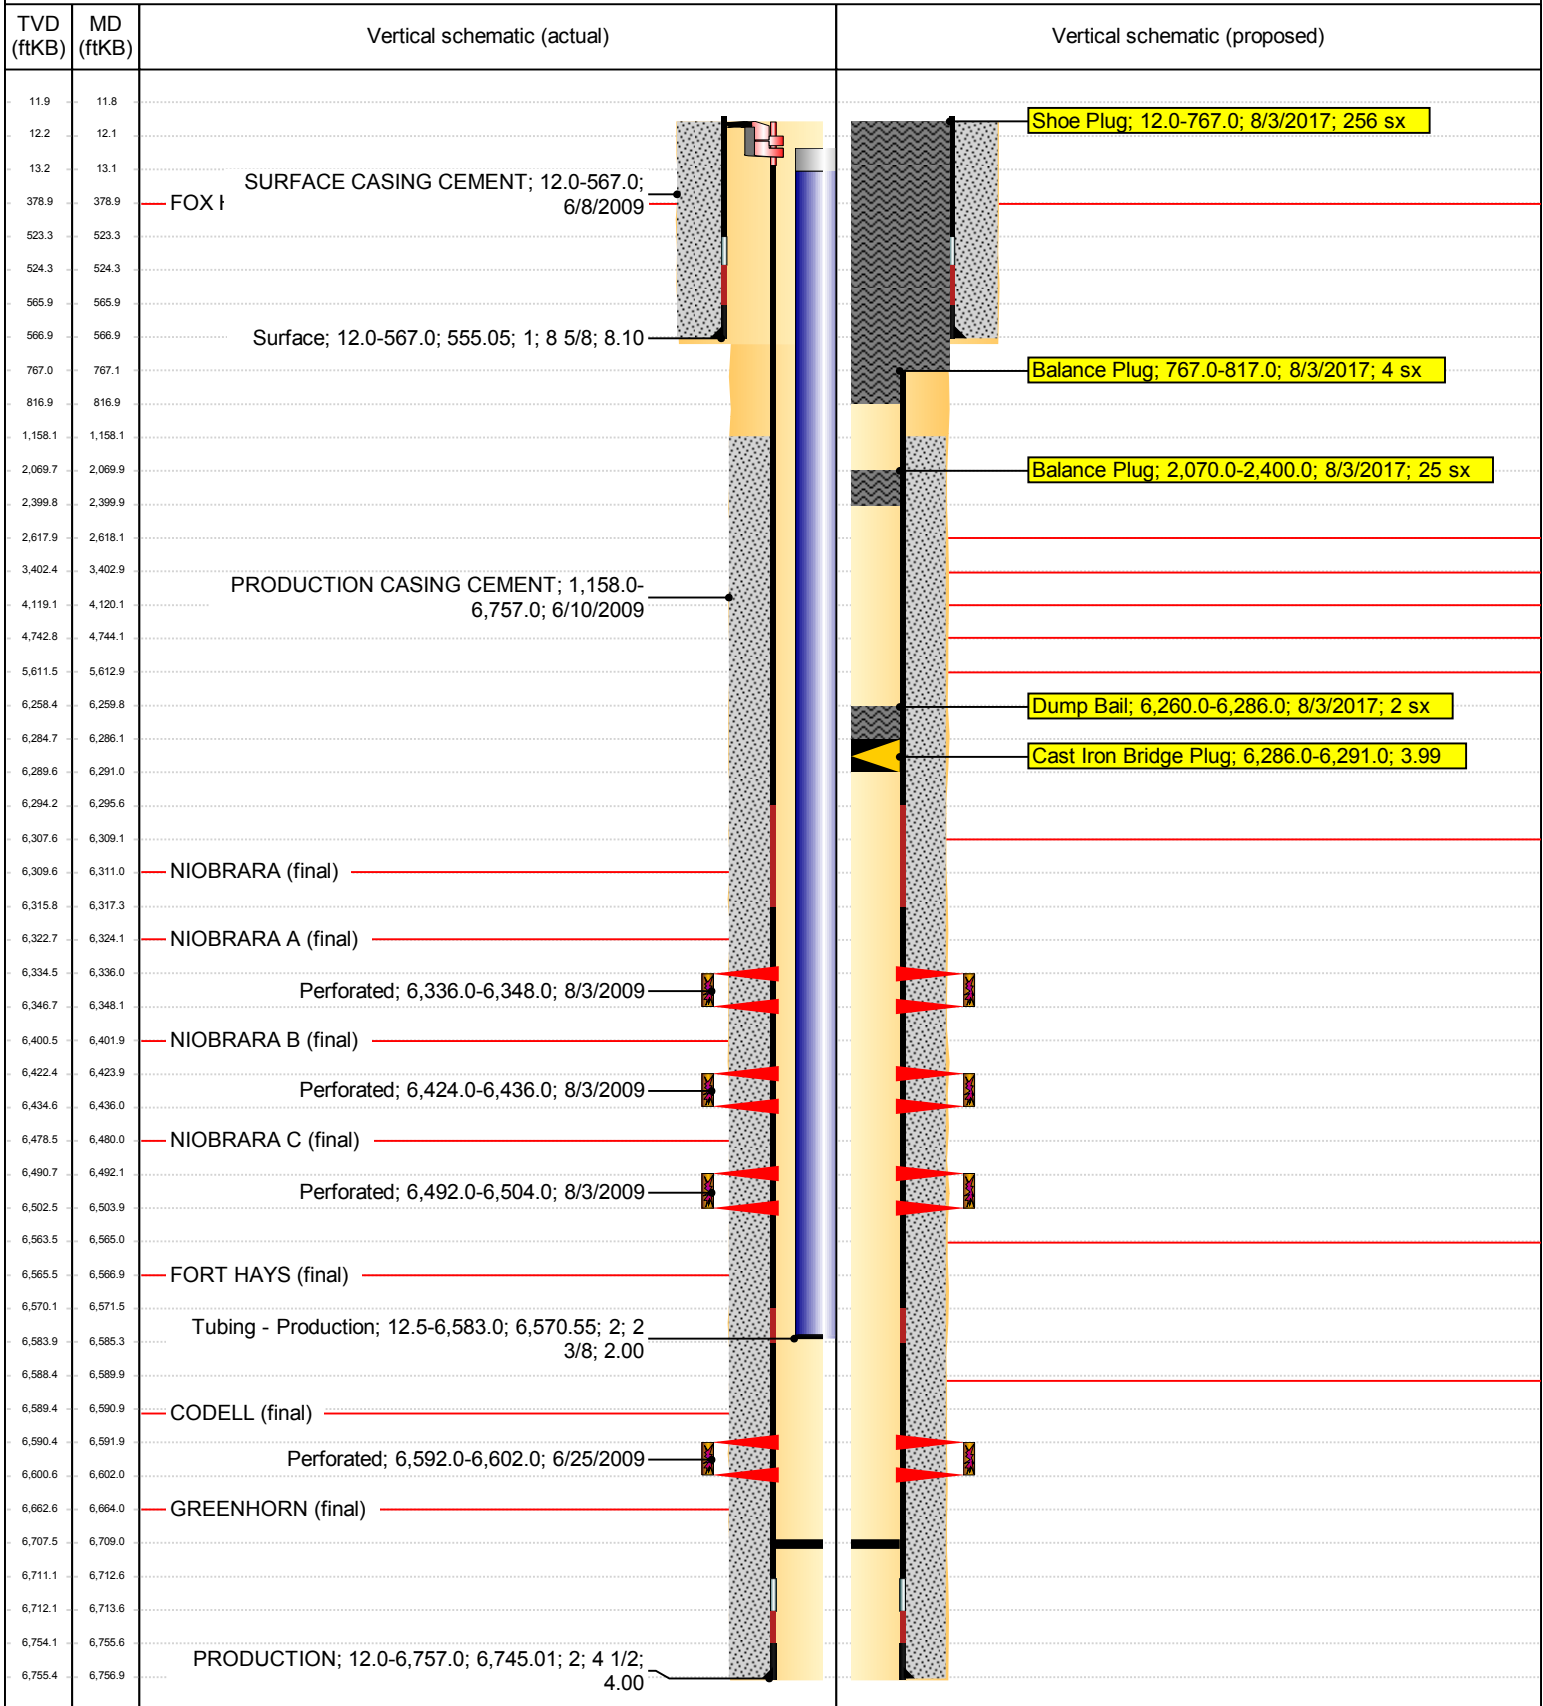 TVD (ftKB)
MD (ftKB)
Vertical schematic (actual)
Vertical schematic (proposed)
11.9 11.8
12.2 12.1
Shoe Plug; 12.0-767.0; 8/3/2017; 256 sx
13.2 13.1
SURFACE CASING CEMENT; 12.0-567.0;
6/8/2009
378.9 378.9
FOX H
523.3 523.3
524.3 524.3
565.9 565.9
566.9 566.9
Surface; 12.0-567.0; 555.05; 1; 8 5/8; 8.10
767.0 767.1
Balance Plug; 767.0-817.0; 8/3/2017; 4 sx
816.9 816.9
1,158.1 1,158.1
2,069.7 2,069.9
Balance Plug; 2,070.0-2,400.0; 8/3/2017; 25 sx
2,399.8 2,399.9
2,617.9 2,618.1
3,402.4 3,402.9
PRODUCTION CASING CEMENT; 1,158.0-
6,757.0; 6/10/2009
4,119.1 4,120.1
4,742.8 4,744.1
5,611.5 5,612.9
6,258.4 6,259.8
Dump Bail; 6,260.0-6,286.0; 8/3/2017; 2 sx
6,284.7 6,286.1
Cast Iron Bridge Plug; 6,286.0-6,291.0; 3.99
6,289.6 6,291.0
6,294.2 6,295.6
6,307.6 6,309.1
6,309.6 6,311.0
NIOBRARA (final)
6,315.8 6,317.3
6,322.7 6,324.1
NIOBRARA A (final)
6,334.5 6,336.0
Perforated; 6,336.0-6,348.0; 8/3/2009
6,346.7 6,348.1
6,400.5 6,401.9
NIOBRARA B (final)
6,422.4 6,423.9
Perforated; 6,424.0-6,436.0; 8/3/2009
6,434.6 6,436.0
6,478.5 6,480.0
NIOBRARA C (final)
6,490.7 6,492.1
Perforated; 6,492.0-6,504.0; 8/3/2009
6,502.5 6,503.9
6,563.5 6,565.0
6,565.5 6,566.9
FORT HAYS (final)
6,570.1 6,571.5
Tubing - Production; 12.5-6,583.0; 6,570.55; 2; 2
3/8; 2.00
6,583.9 6,585.3
6,588.4 6,589.9
6,589.4 6,590.9
CODELL (final)
6,590.4 6,591.9
Perforated; 6,592.0-6,602.0; 6/25/2009
6,600.6 6,602.0
6,662.6 6,664.0
GREENHORN (final)
6,707.5 6,709.0
6,711.1 6,712.6
6,712.1 6,713.6
6,754.1 6,755.6
PRODUCTION; 12.0-6,757.0; 6,745.01; 2; 4 1/2;
4.00
6,755.4 6,756.9